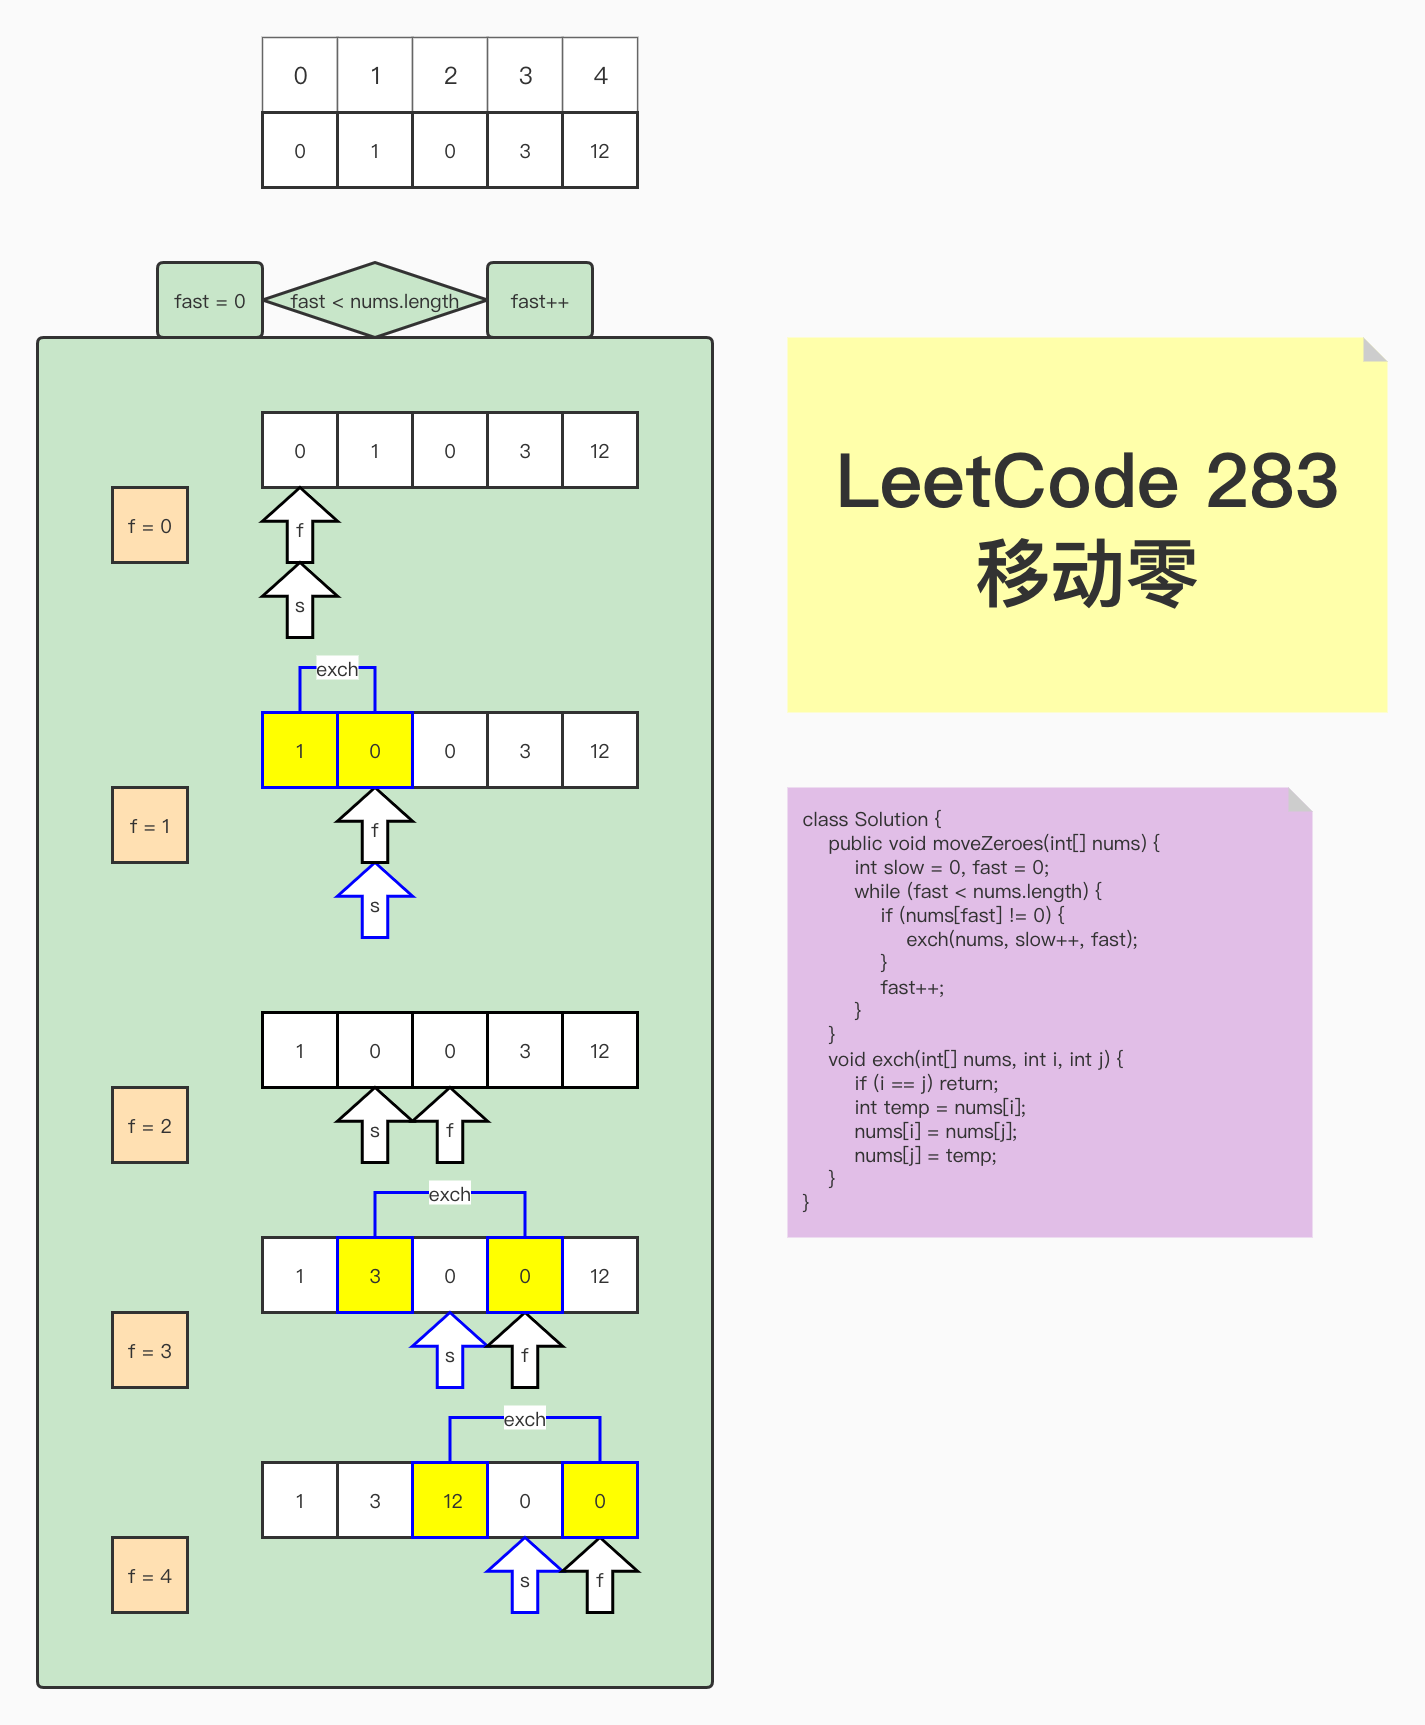 0 1 2 3 4
0 1 0 3 12
fast = 0 fast < nums.length fast++
0 1 0 3 12
f = 0
f
s
exch
1 0 0 3 12
f = 1
f
s
1 0 0 3 12
f = 2
s f
exch
1 3 0 0 12
f = 3
s f
exch
1 3 12 0 0
f = 4
s f
LeetCode 283
移动零
class Solution {
public void moveZeroes(int[] nums) {
int slow = 0, fast = 0;
while (fast < nums.length) {
if (nums[fast] != 0) {
exch(nums, slow++, fast);
}
fast++;
}
}
void exch(int[] nums, int i, int j) {
if (i == j) return;
int temp = nums[i];
nums[i] = nums[j];
nums[j] = temp;
}
}